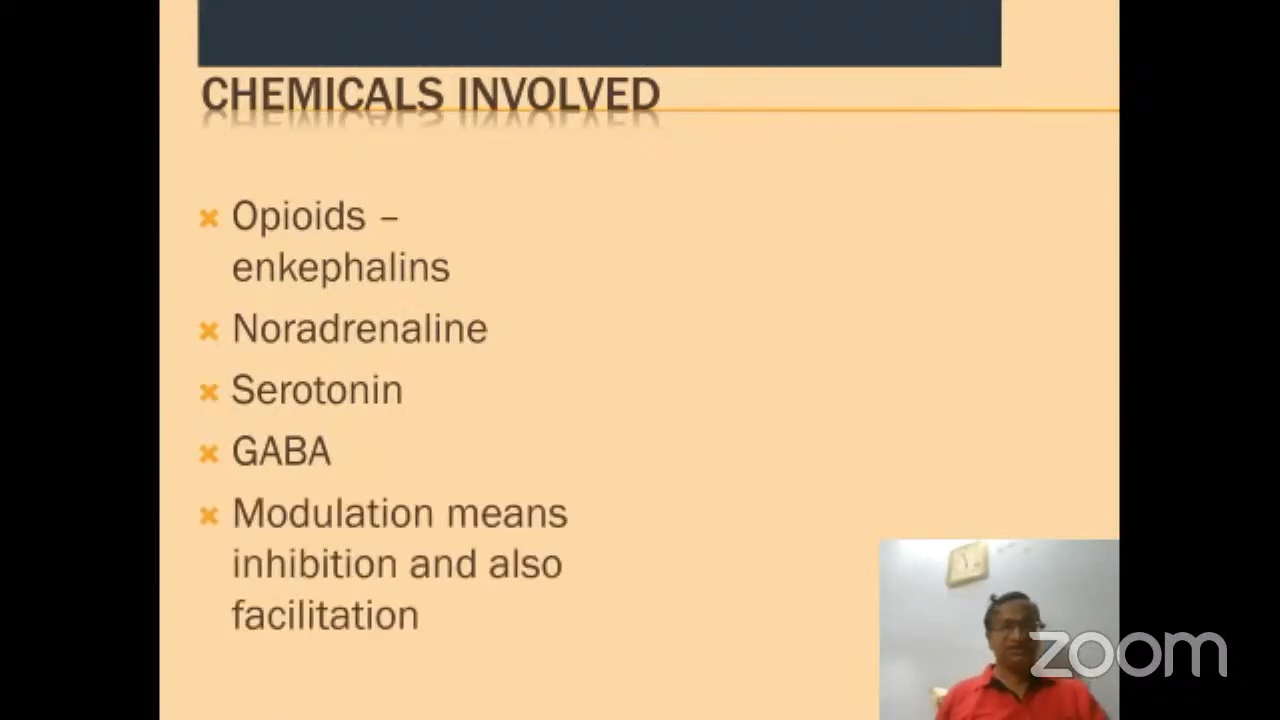 CHEMICALS INVOLVED
Opioids –
enkephalins
Noradrenaline
Serotonin
GABA
Modulation means
inhibition and also
facilitation
zoom